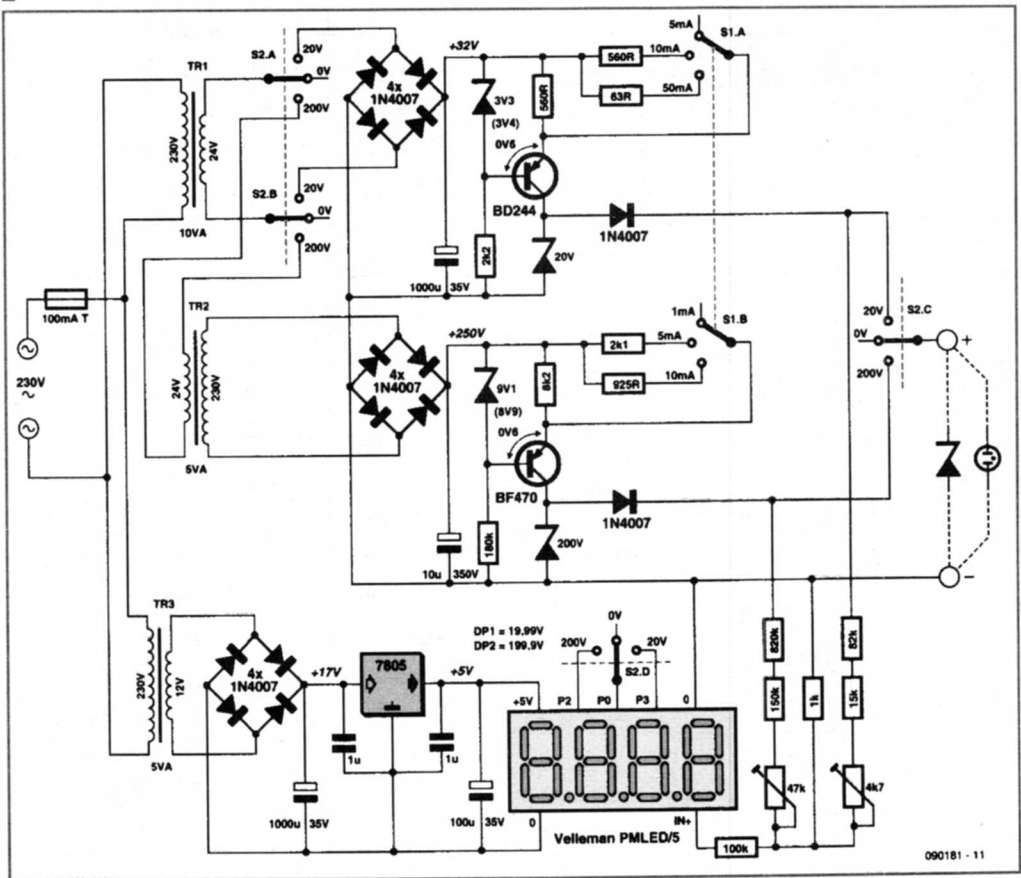 S2.A
20V
0V
200V
TR1
230V
24V
10VA
S2.B
20V
0V
200V
4x
1N4007
+32V
3V3
(3V4)
560R
560R
63R
5mA
10mA
50mA
S1.A
0V6
BD244
1N4007
2k2
20V
1000u
35V
100mA T
230V
~
TR2
24V
230V
5VA
4x
1N4007
+250V
9V1
(8V9)
8k2
2k1
925R
1mA
5mA
10mA
S1.B
0V6
BF470
1N4007
180k
200V
10u
350V
20V
0V
200V
S2.C
+
-
TR3
230V
12V
5VA
4x
1N4007
+17V
7805
+5V
1u
1u
1000u
35V
100u
35V
DP1 = 19,99V
DP2 = 199,9V
0V
200V
20V
S2.D
+5V
P2
P0
P3
0
0
IN+
Velleman PMLED/5
820k
150k
47k
1k
82k
15k
4k7
100k
090181 - 11